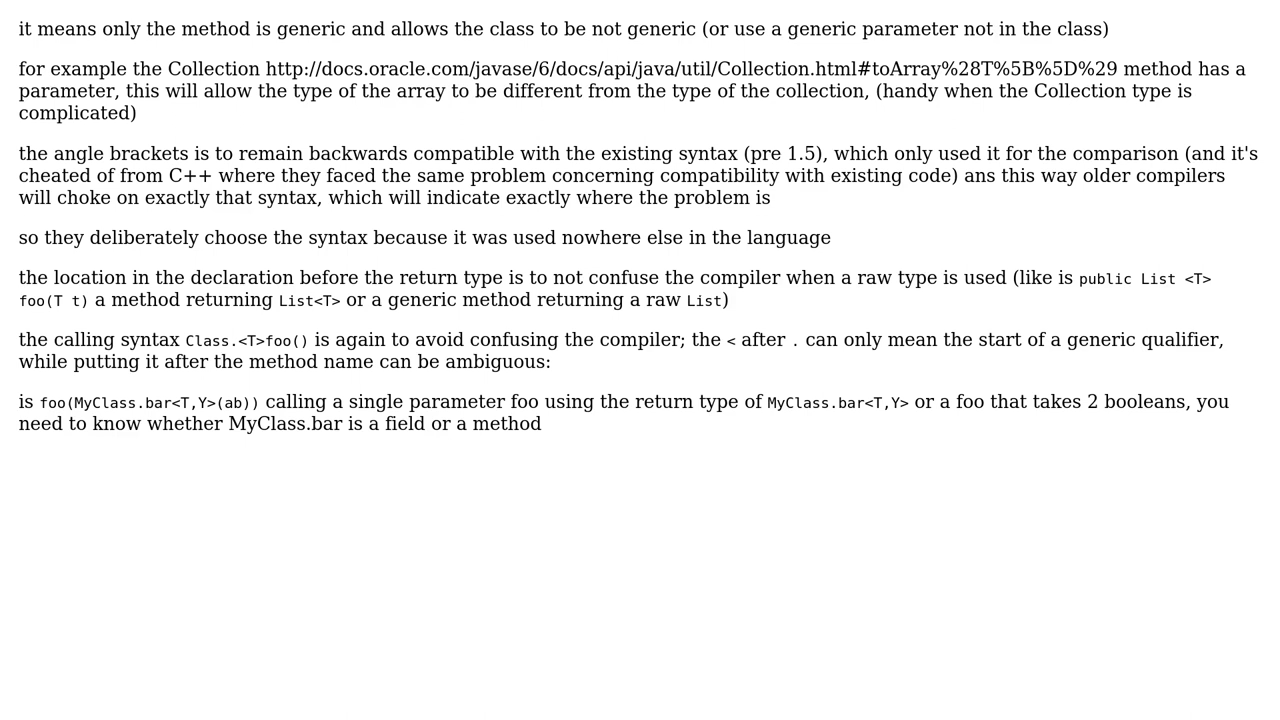 it means only the method is generic and allows the class to be not generic (or use a generic parameter not in the class)
for example the Collection http://docs.oracle.com/javase/6/docs/api/java/util/Collection.html#toArray%28T%5B%5D%29 method has a
parameter, this will allow the type of the array to be different from the type of the collection, (handy when the Collection type is
complicated)
the angle brackets is to remain backwards compatible with the existing syntax (pre 1.5), which only used it for the comparison (and it's
cheated of from C++ where they faced the same problem concerning compatibility with existing code) ans this way older compilers
will choke on exactly that syntax, which will indicate exactly where the problem is
so they deliberately choose the syntax because it was used nowhere else in the language
the location in the declaration before the return type is to not confuse the compiler when a raw type is used (like is public List <T>
foo(T t) a method returning List<T> or a generic method returning a raw List)
the calling syntax Class.<T>foo() is again to avoid confusing the compiler; the < after . can only mean the start of a generic qualifier,
while putting it after the method name can be ambiguous:
is foo(MyClass.bar<T,Y>(ab)) calling a single parameter foo using the return type of MyClass.bar<T,Y> or a foo that takes 2 booleans, you
need to know whether MyClass.bar is a field or a method